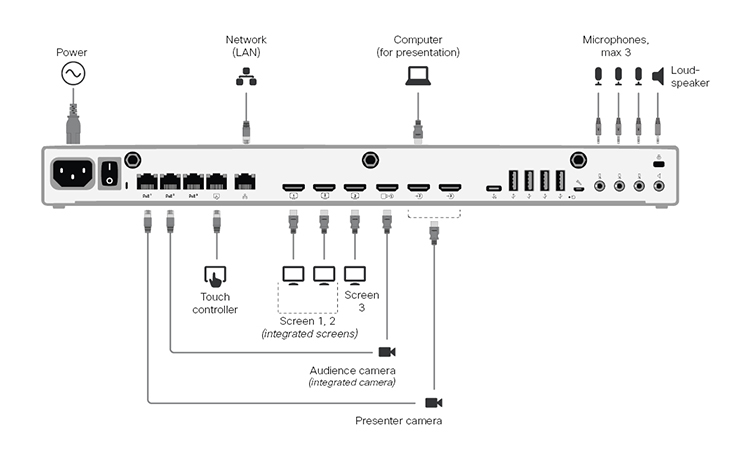 Power
Network
(LAN)
Computer
(for presentation)
Microphones,
max 3
Loud-
speaker
PoE
PoE
PoE
1
2
3
Touch
controller
Screen 1, 2
(integrated screens)
Screen
3
Audience camera
(integrated camera)
Presenter camera